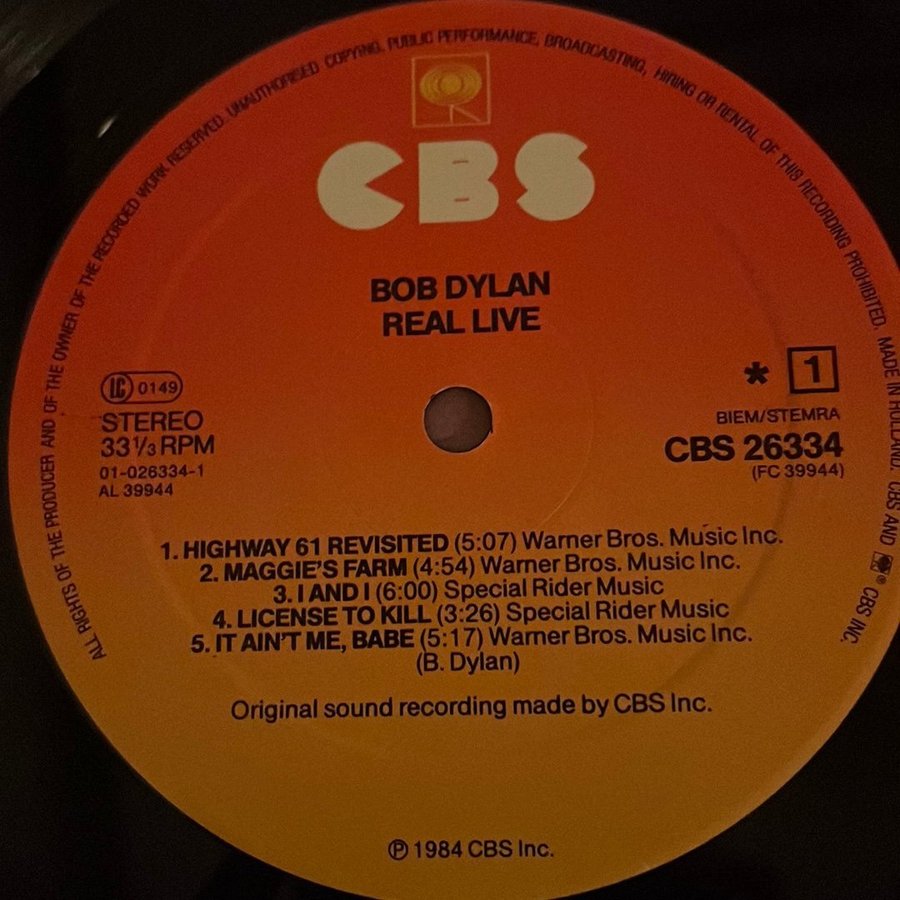 ALL RIGHTS OF THE PRODUCER AND OF THE OWNER OF THE RECORDED WORK RESERVED. UNAUTHORISED COPYING, PUBLIC PERFORMANCE, BROADCASTING, HIRING OR RENTAL OF THIS RECORDING PROHIBITED. MADE IN HOLLAND. CBS AND ℗ CBS INC.
CBS
BOB DYLAN
REAL LIVE
LC 0149
STEREO
33 1/3 RPM
01-026334-1
AL 39944
* 1
BIEM/STEMRA
CBS 26334
(FC 39944)
1. HIGHWAY 61 REVISITED (5:07) Warner Bros. Music Inc.
2. MAGGIE'S FARM (4:54) Warner Bros. Music Inc.
3. I AND I (6:00) Special Rider Music
4. LICENSE TO KILL (3:26) Special Rider Music
5. IT AIN'T ME, BABE (5:17) Warner Bros. Music Inc.
(B. Dylan)
Original sound recording made by CBS Inc.
℗ 1984 CBS Inc.